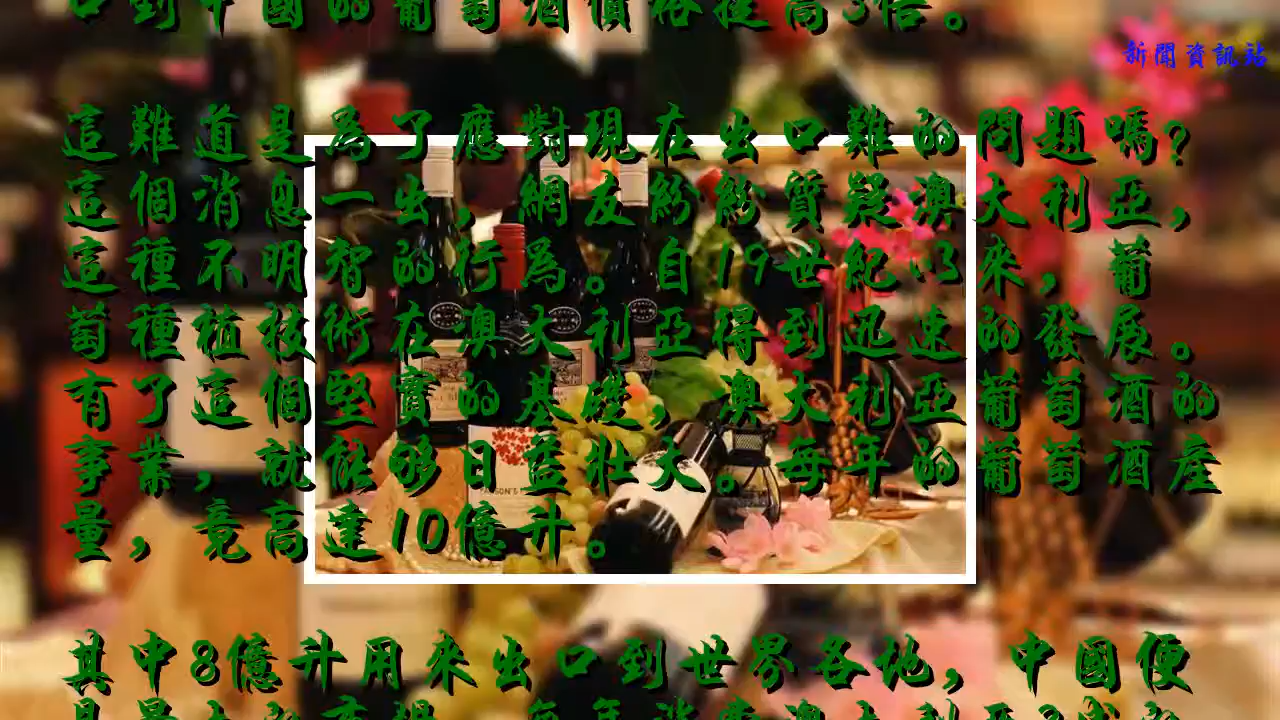 口到中國的葡萄酒價格提高3倍。
新聞資訊站
這難道是為了應對現在出口難的問題嗎?
這個消息一出,網友紛紛質疑澳大利亞,
這種不明智的行為。自19世紀以來,葡
萄種植技術在澳大利亞得到迅速的發展。
有了這個堅實的基礎,澳大利亞葡萄酒的
事業,就能夠日益壯大。每年的葡萄酒産
量,竟高達10億升。
其中8億升用來出口到世界各地,中國便